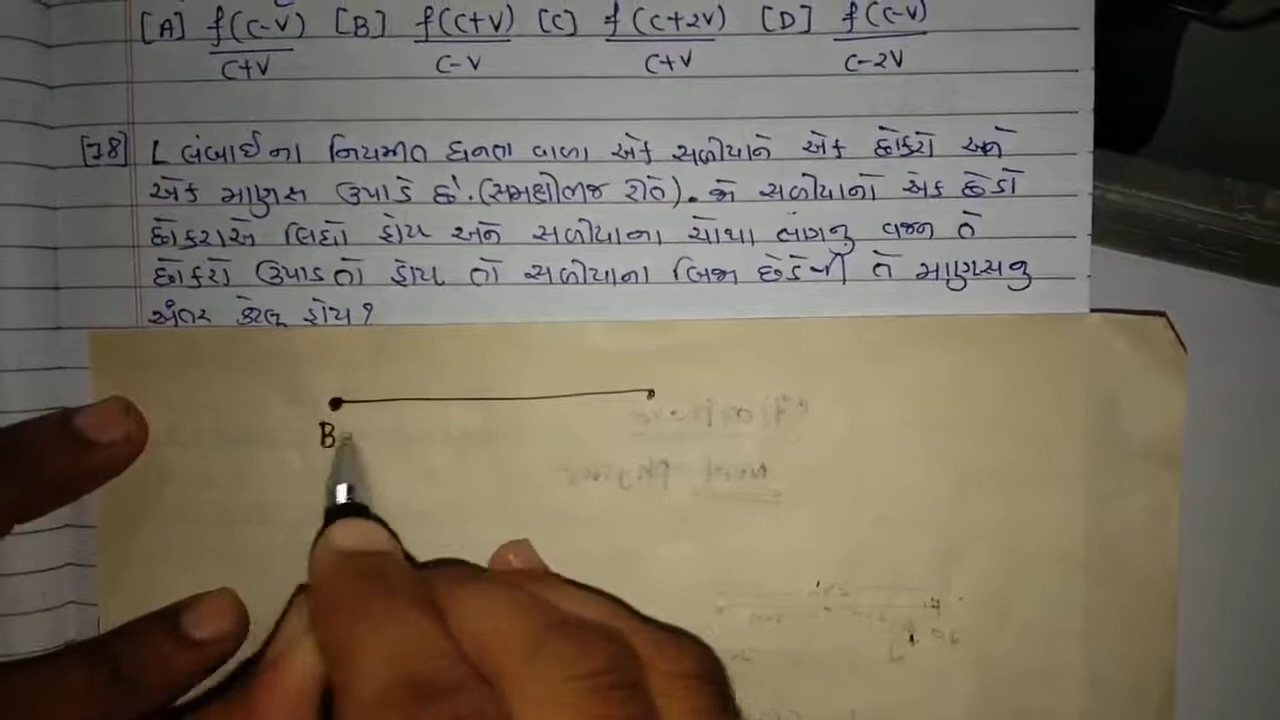 [A] f(C-V)/C+V [B] f(C+V)/C-V [C] f(C+2V)/C+V [D] f(C-V)/C-2V
[78] L લંબાઈના નિયમીત ઘનતા વાળા એક સળીયાને એક છોકરો અને
એક માણસ ઉપાડે છે. (સમક્ષીતીજ રીતે). જો સળીયાનો એક છેડો
છોકરાએ લિધો હોય અને સળીયાના ચોથા ભાગનુ વજન તે
છોકરો ઉપાડતો હોય તો સળીયાના બિજા છેડેથી તે માણસનુ
અંતર કેટલુ હોય?
B